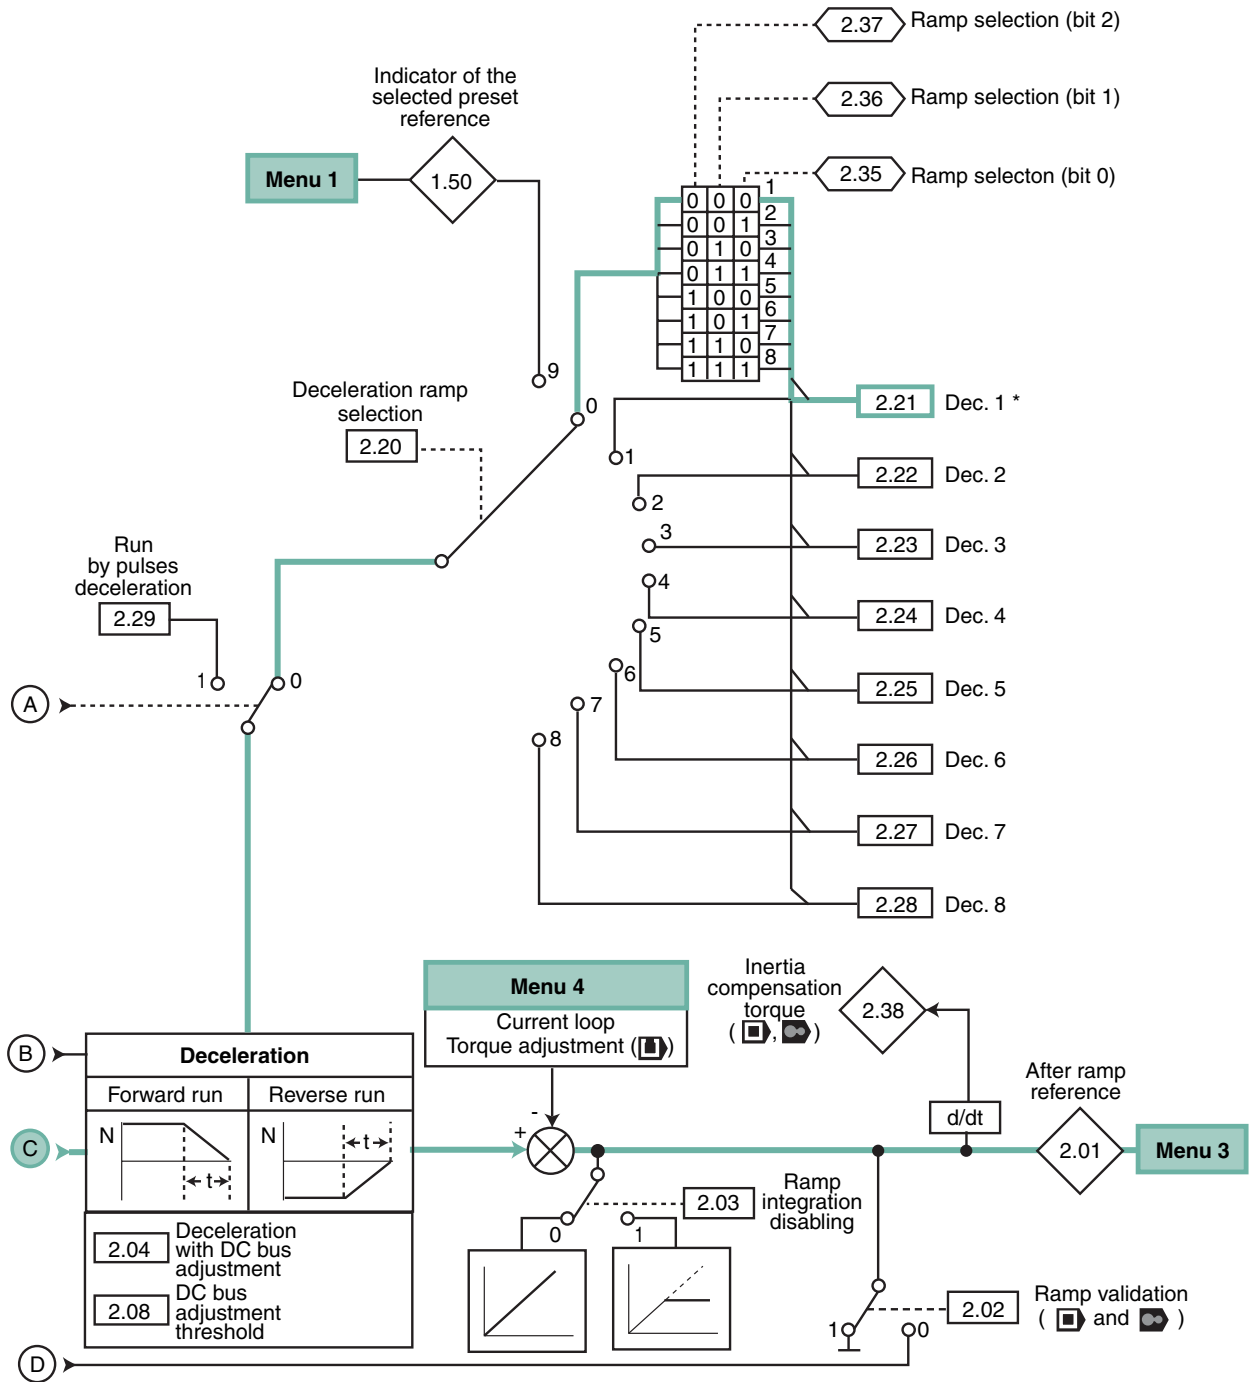 2.37 Ramp selection (bit 2)
Indicator of the
selected preset
reference
2.36 Ramp selection (bit 1)
Menu 1
1.50
2.35 Ramp selecton (bit 0)
0 0 0 1
0 0 1 2
0 1 0 3
0 1 1 4
1 0 0 5
1 0 1 6
1 1 0 7
1 1 1 8
9
Deceleration ramp
selection
2.20
0
2.21 Dec. 1 *
1
2.22 Dec. 2
2
3
2.23 Dec. 3
Run
by pulses
deceleration
2.29
4
2.24 Dec. 4
5
1 0
6
2.25 Dec. 5
A
7
8
2.26 Dec. 6
2.27 Dec. 7
2.28 Dec. 8
Menu 4
Current loop
Torque adjustment ( )
Inertia
compensation
torque
( , )
2.38
B
Deceleration
Forward run
Reverse run
After ramp
reference
d/dt
C
N
t
N
t
-
+
2.01
Menu 3
2.03
Ramp
integration
disabling
0
1
2.04
Deceleration
with DC bus
adjustment
2.08
DC bus
adjustment
threshold
2.02
Ramp validation
( and )
1 0
D